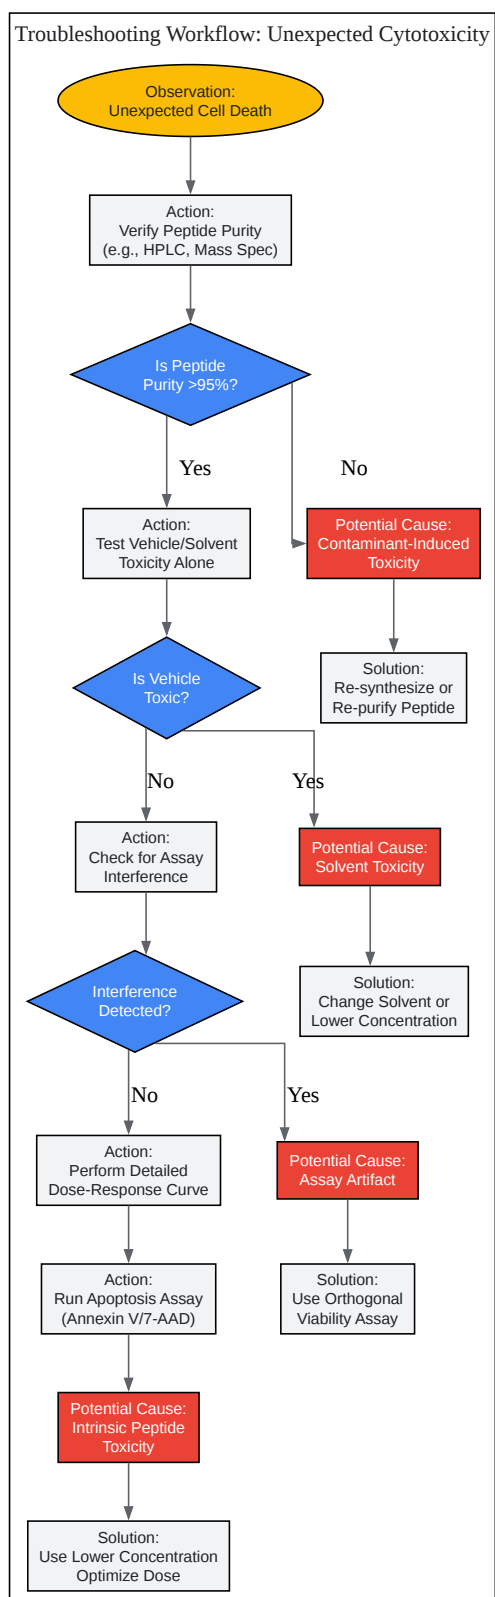 Troubleshooting Workflow: Unexpected Cytotoxicity
Observation:
Unexpected Cell Death
Action:
Verify Peptide Purity
(e.g., HPLC, Mass Spec)
Is Peptide
Purity >95%?
Yes
No
Action:
Test Vehicle/Solvent
Toxicity Alone
Potential Cause:
Contaminant-Induced
Toxicity
Is Vehicle
Toxic?
Solution:
Re-synthesize or
Re-purify Peptide
No
Yes
Action:
Check for Assay
Interference
Potential Cause:
Solvent Toxicity
Interference
Detected?
Solution:
Change Solvent or
Lower Concentration
No
Yes
Action:
Perform Detailed
Dose-Response Curve
Potential Cause:
Assay Artifact
Action:
Run Apoptosis Assay
(Annexin V/7-AAD)
Solution:
Use Orthogonal
Viability Assay
Potential Cause:
Intrinsic Peptide
Toxicity
Solution:
Use Lower Concentration
Optimize Dose